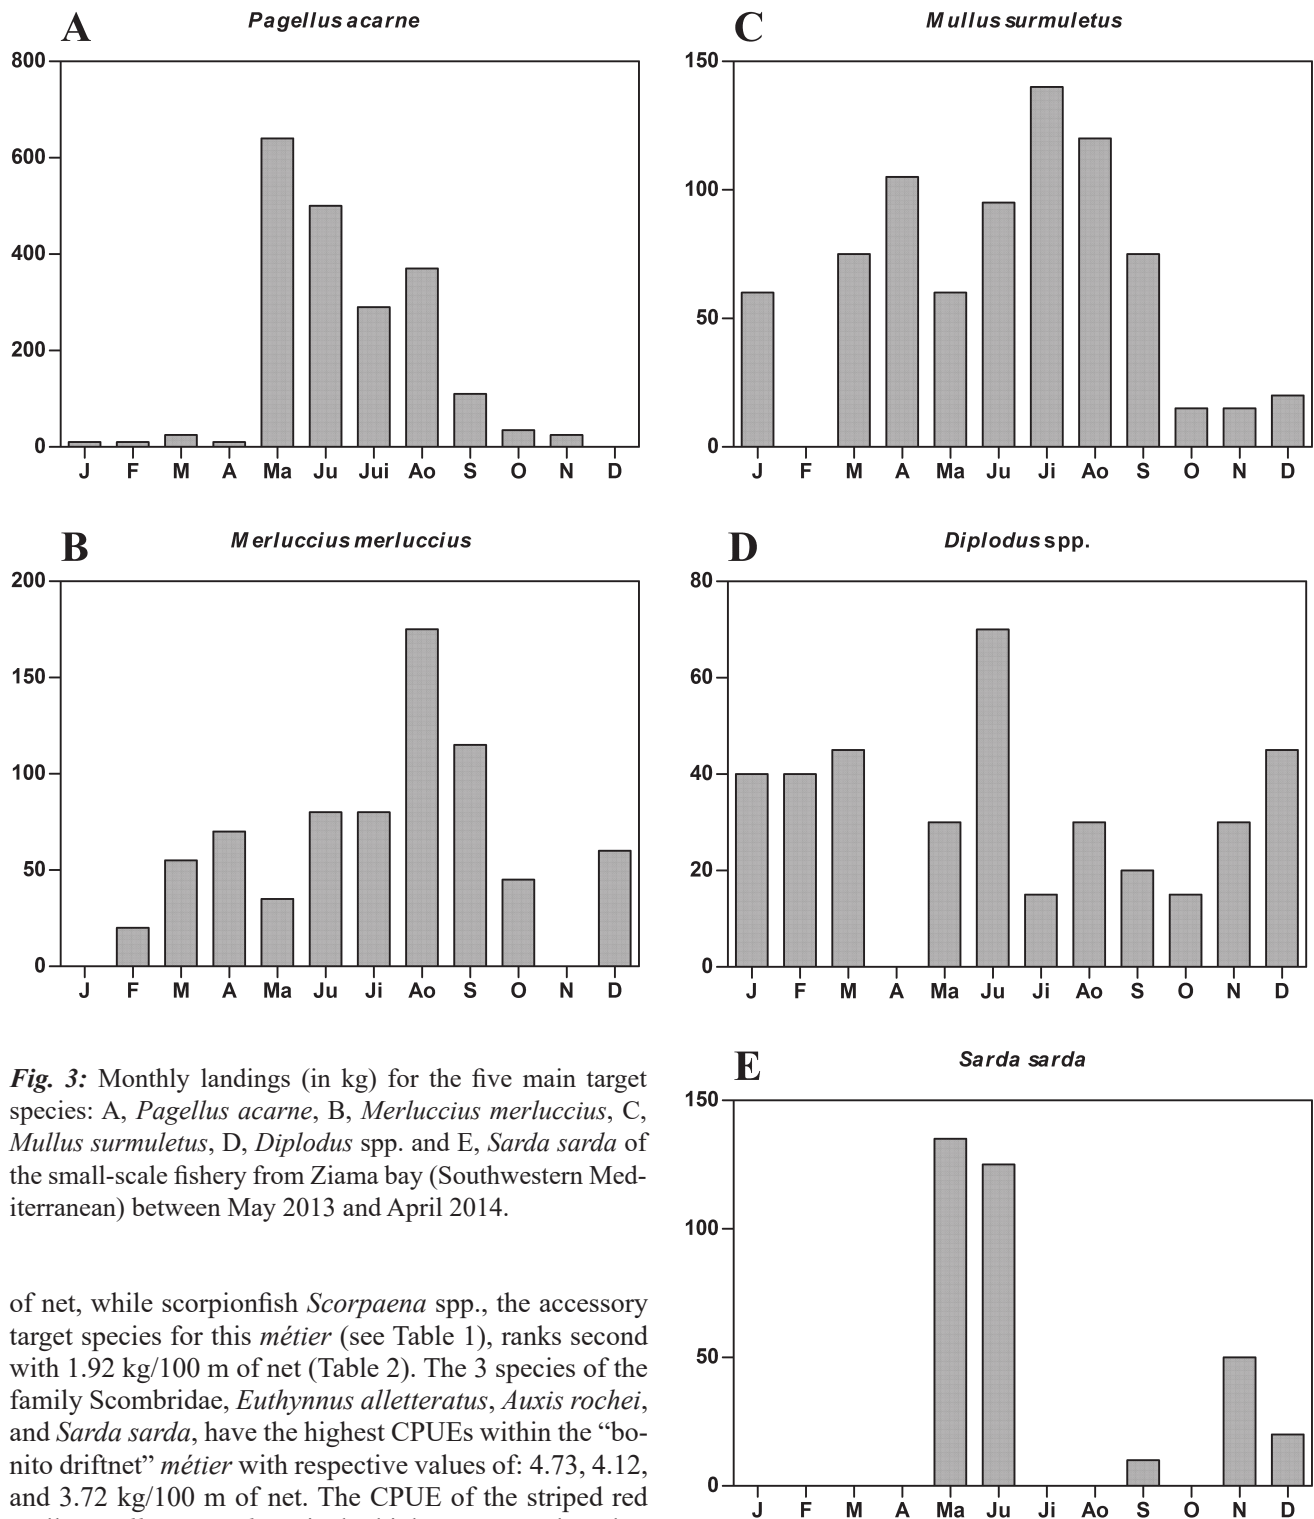 A
Pagellus acarne
800
600
400
200
0
J F M A Ma Ju Jui Ao S O N D
B
Merluccius merluccius
200
150
100
50
0
J F M A Ma Ju Ji Ao S O N D
Fig. 3: Monthly landings (in kg) for the five main target
species: A, Pagellus acarne, B, Merluccius merluccius, C,
Mullus surmuletus, D, Diplodus spp. and E, Sarda sarda of
the small-scale fishery from Ziama bay (Southwestern Med-
iterranean) between May 2013 and April 2014.
of net, while scorpionfish Scorpaena spp., the accessory
target species for this métier (see Table 1), ranks second
with 1.92 kg/100 m of net (Table 2). The 3 species of the
family Scombridae, Euthynnus alletteratus, Auxis rochei,
and Sarda sarda, have the highest CPUEs within the “bo-
nito driftnet” métier with respective values of: 4.73, 4.12,
and 3.72 kg/100 m of net. The CPUE of the striped red
C
Mullus surmuletus
150
100
50
0
J F M A Ma Ju Ji Ao S O N D
D
Diplodus spp.
80
60
40
20
0
J F M A Ma Ju Ji Ao S O N D
E
Sarda sarda
150
100
50
0
J F M A Ma Ju Ji Ao S O N D